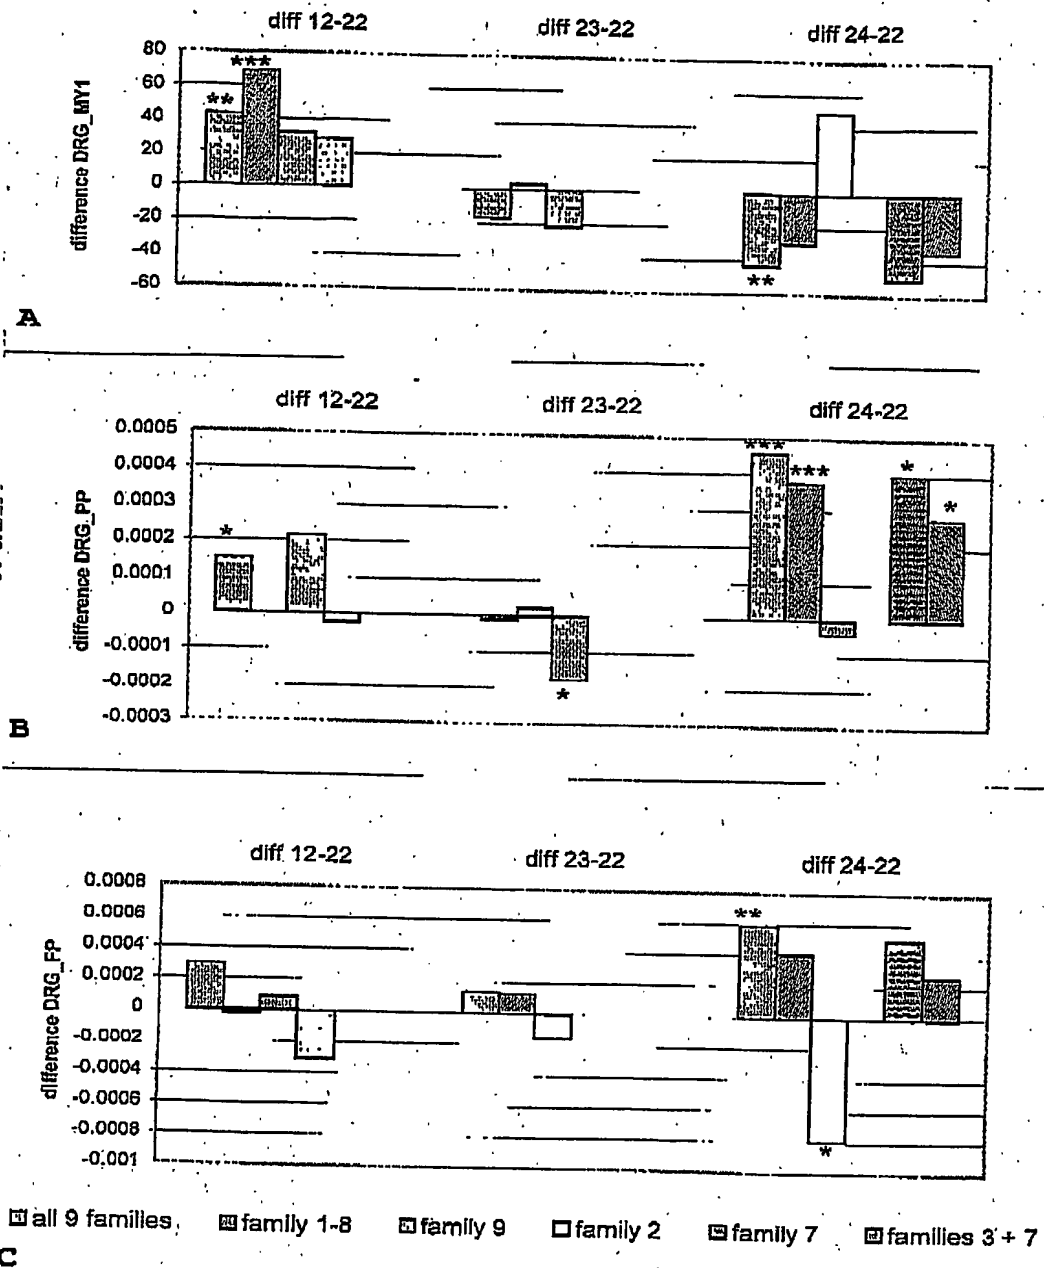 diff 12-22 diff 23-22 diff 24-22
difference DRG_MY1
80
60
40
20
0
-20
-40
-60
** *** **
A
diff 12-22 diff 23-22 diff 24-22
difference DRG_PP
0.0005
0.0004
0.0003
0.0002
0.0001
0
-0.0001
-0.0002
-0.0003
* * *** *** * *
B
diff 12-22 diff 23-22 diff 24-22
difference DRG_FP
0.0008
0.0006
0.0004
0.0002
0
-0.0002
-0.0004
-0.0006
-0.0008
-0.001
** *
all 9 families family 1-8 family 9 family 2 family 7 families 3 + 7
C